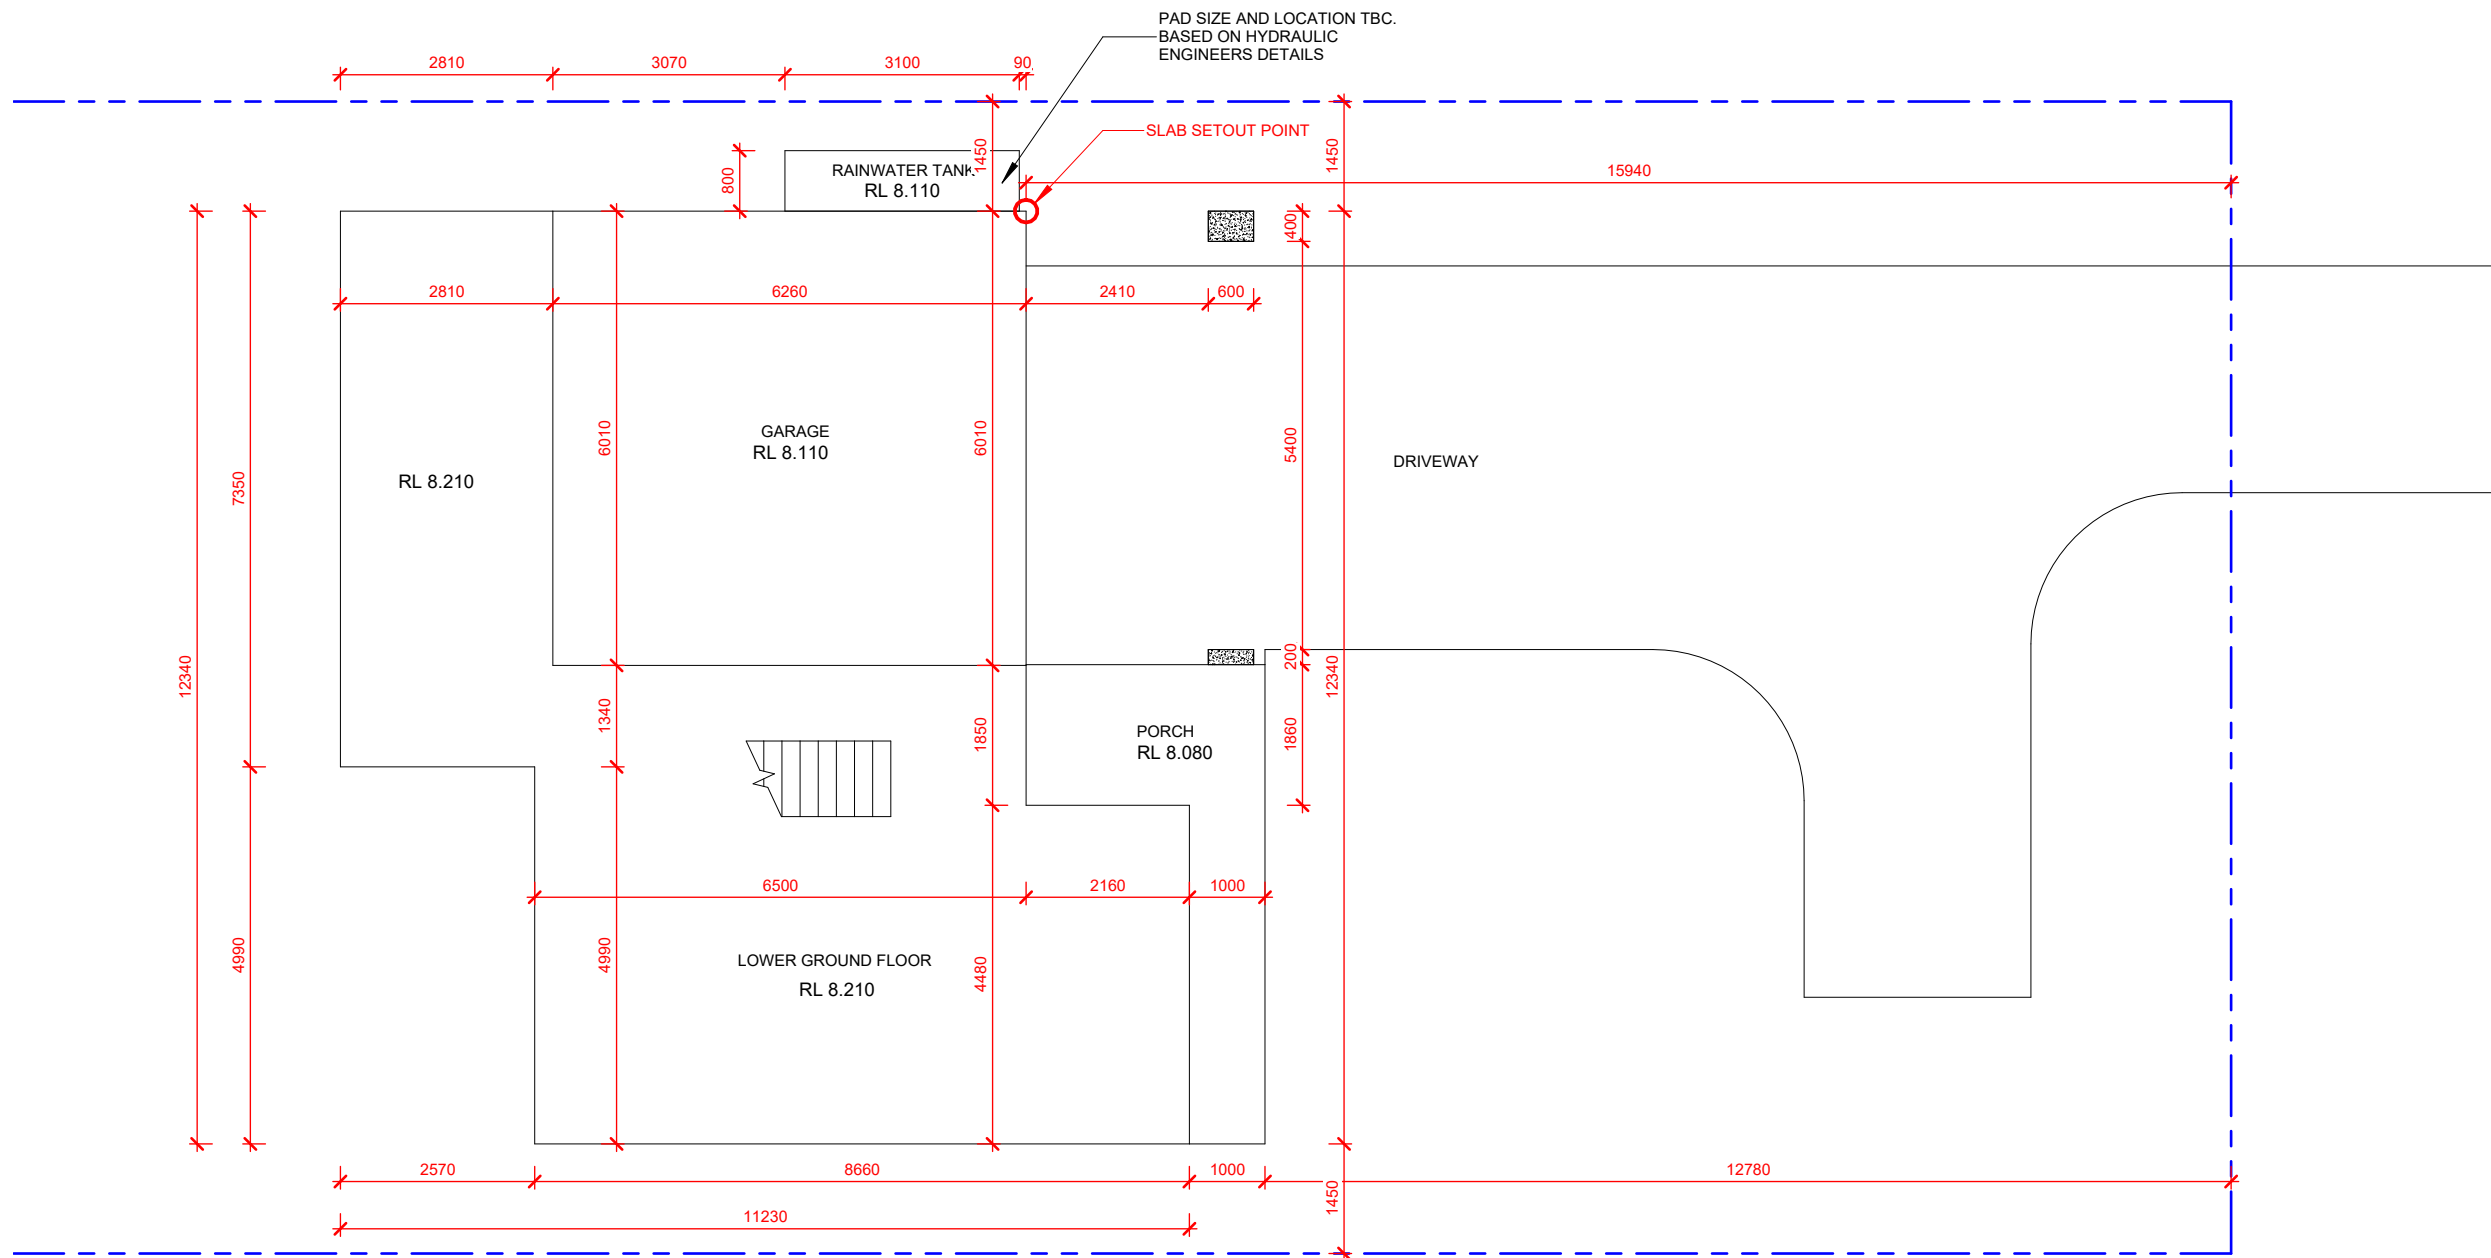 PAD SIZE AND LOCATION TBC.
BASED ON HYDRAULIC
ENGINEERS DETAILS
2810
3070
3100
90
SLAB SETOUT POINT
1450
1450
RAINWATER TANK
RL 8.110
800
15940
400
2810
6260
2410
600
GARAGE
RL 8.110
6010
6010
5400
DRIVEWAY
RL 8.210
7350
12340
200
12340
1340
1850
1860
PORCH
RL 8.080
6500
2160
1000
4990
4990
4480
LOWER GROUND FLOOR
RL 8.210
2570
8660
1000
12780
1450
11230